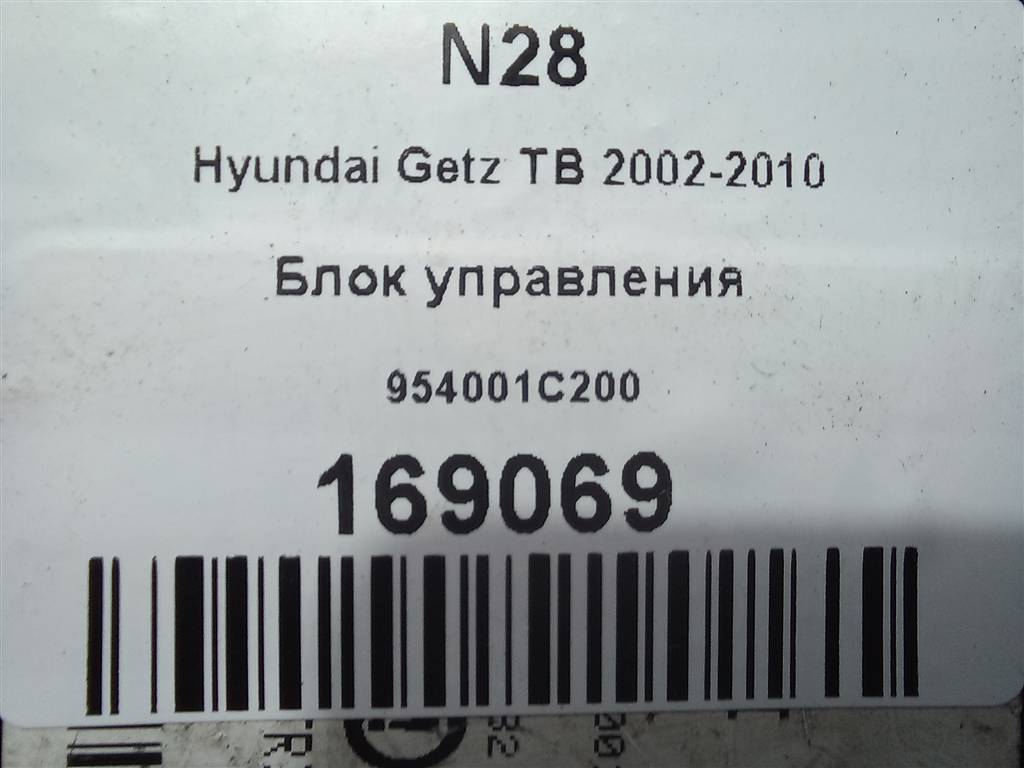 N28
Hyundai Getz TB 2002-2010
Блок управления
954001C200
169069